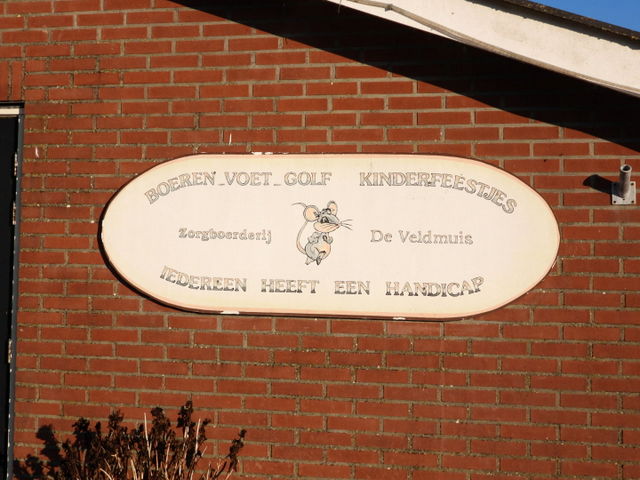 BOEREN_VOET_GOLF KINDERFEESTJES
Zorgboerderij De Veldmuis
IEDEREEN HEEFT EEN HANDICAP